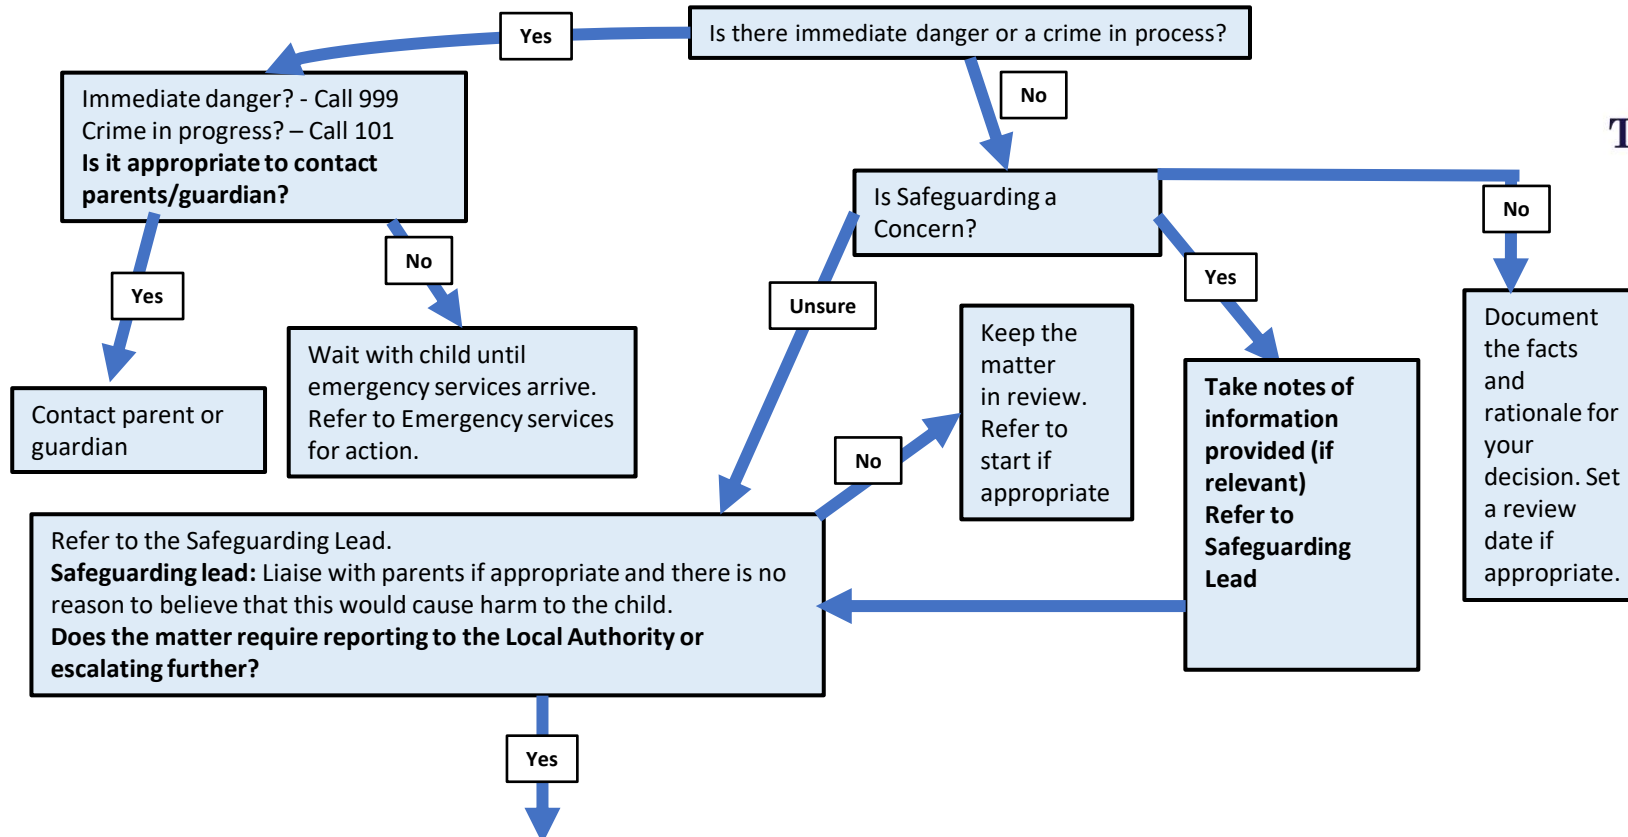 Is there immediate danger or a crime in process?
Yes
No
Immediate danger? - Call 999
Crime in progress? – Call 101
Is it appropriate to contact
parents/guardian?
T
Is Safeguarding a
Concern?
No
Yes
Unsure
Yes
No
Contact parent or
guardian
Wait with child until
emergency services arrive.
Refer to Emergency services
for action.
Keep the
matter
in review.
Refer to
start if
appropriate
Take notes of
information
provided (if
relevant)
Refer to
Safeguarding
Lead
Document
the facts
and
rationale for
your
decision. Set
a review
date if
appropriate.
No
Refer to the Safeguarding Lead.
Safeguarding lead: Liaise with parents if appropriate and there is no
reason to believe that this would cause harm to the child.
Does the matter require reporting to the Local Authority or
escalating further?
Yes